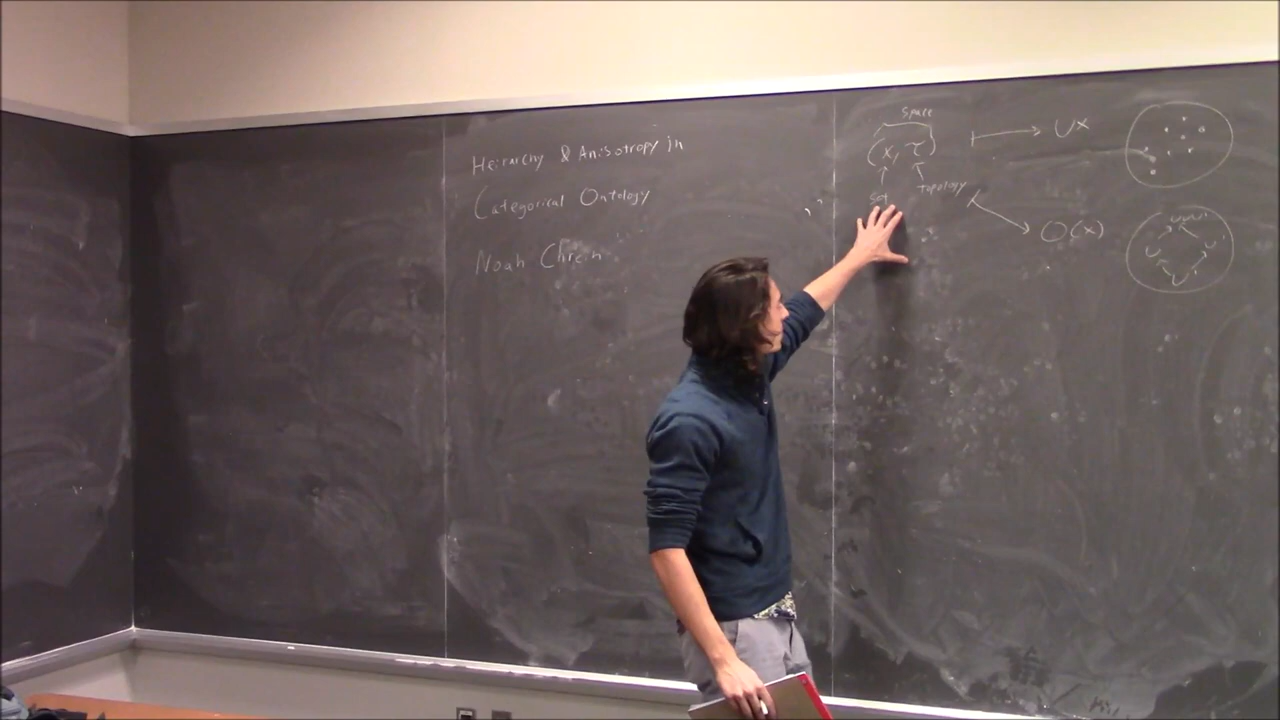 Heirarchy & Anisotropy in
Categorical Ontology
Noah Chrein
Space
(x, τ)
set
topology
Ux
O(x)
U∪U'
U
U'